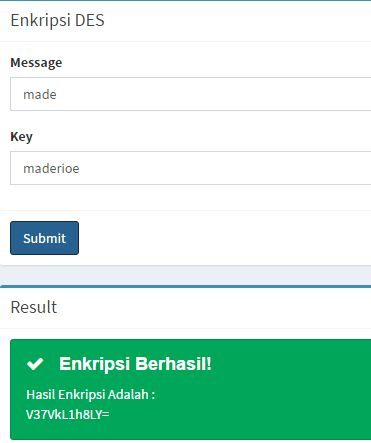 Enkripsi DES
Message
made
Key
maderioe
Submit
Result
Enkripsi Berhasil!
Hasil Enkripsi Adalah :
V37VkL1h8LY=